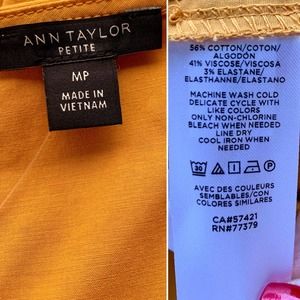 ANN TAYLOR
PETITE
MP
MADE IN
VIETNAM
56% COTTON/COTON/
ALGODÓN
41% VISCOSE/VISCOSA
3% ELASTANE/
ELASTHANNE/ELASTANO
MACHINE WASH COLD
DELICATE CYCLE WITH
LIKE COLORS
ONLY NON-CHLORINE
BLEACH WHEN NEEDED
LINE DRY
COOL IRON WHEN
NEEDED
30
AVEC DES COULEURS
SEMBLABLES/CON
COLORES SIMILARES
CA#57421
RN#77379